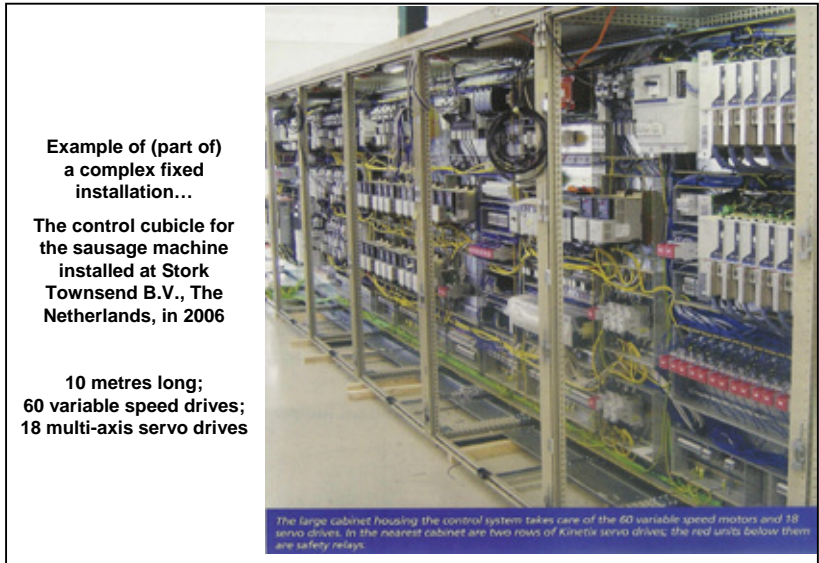 Example of (part of)
a complex fixed
installation…
The control cubicle for
the sausage machine
installed at Stork
Townsend B.V., The
Netherlands, in 2006
10 metres long;
60 variable speed drives;
18 multi-axis servo drives
The large cabinet housing the control system takes care of the 60 variable speed motors and 18
servo drives. In the nearest cabinet are two rows of Kinetix servo drives; the red units below them
are safety relays.